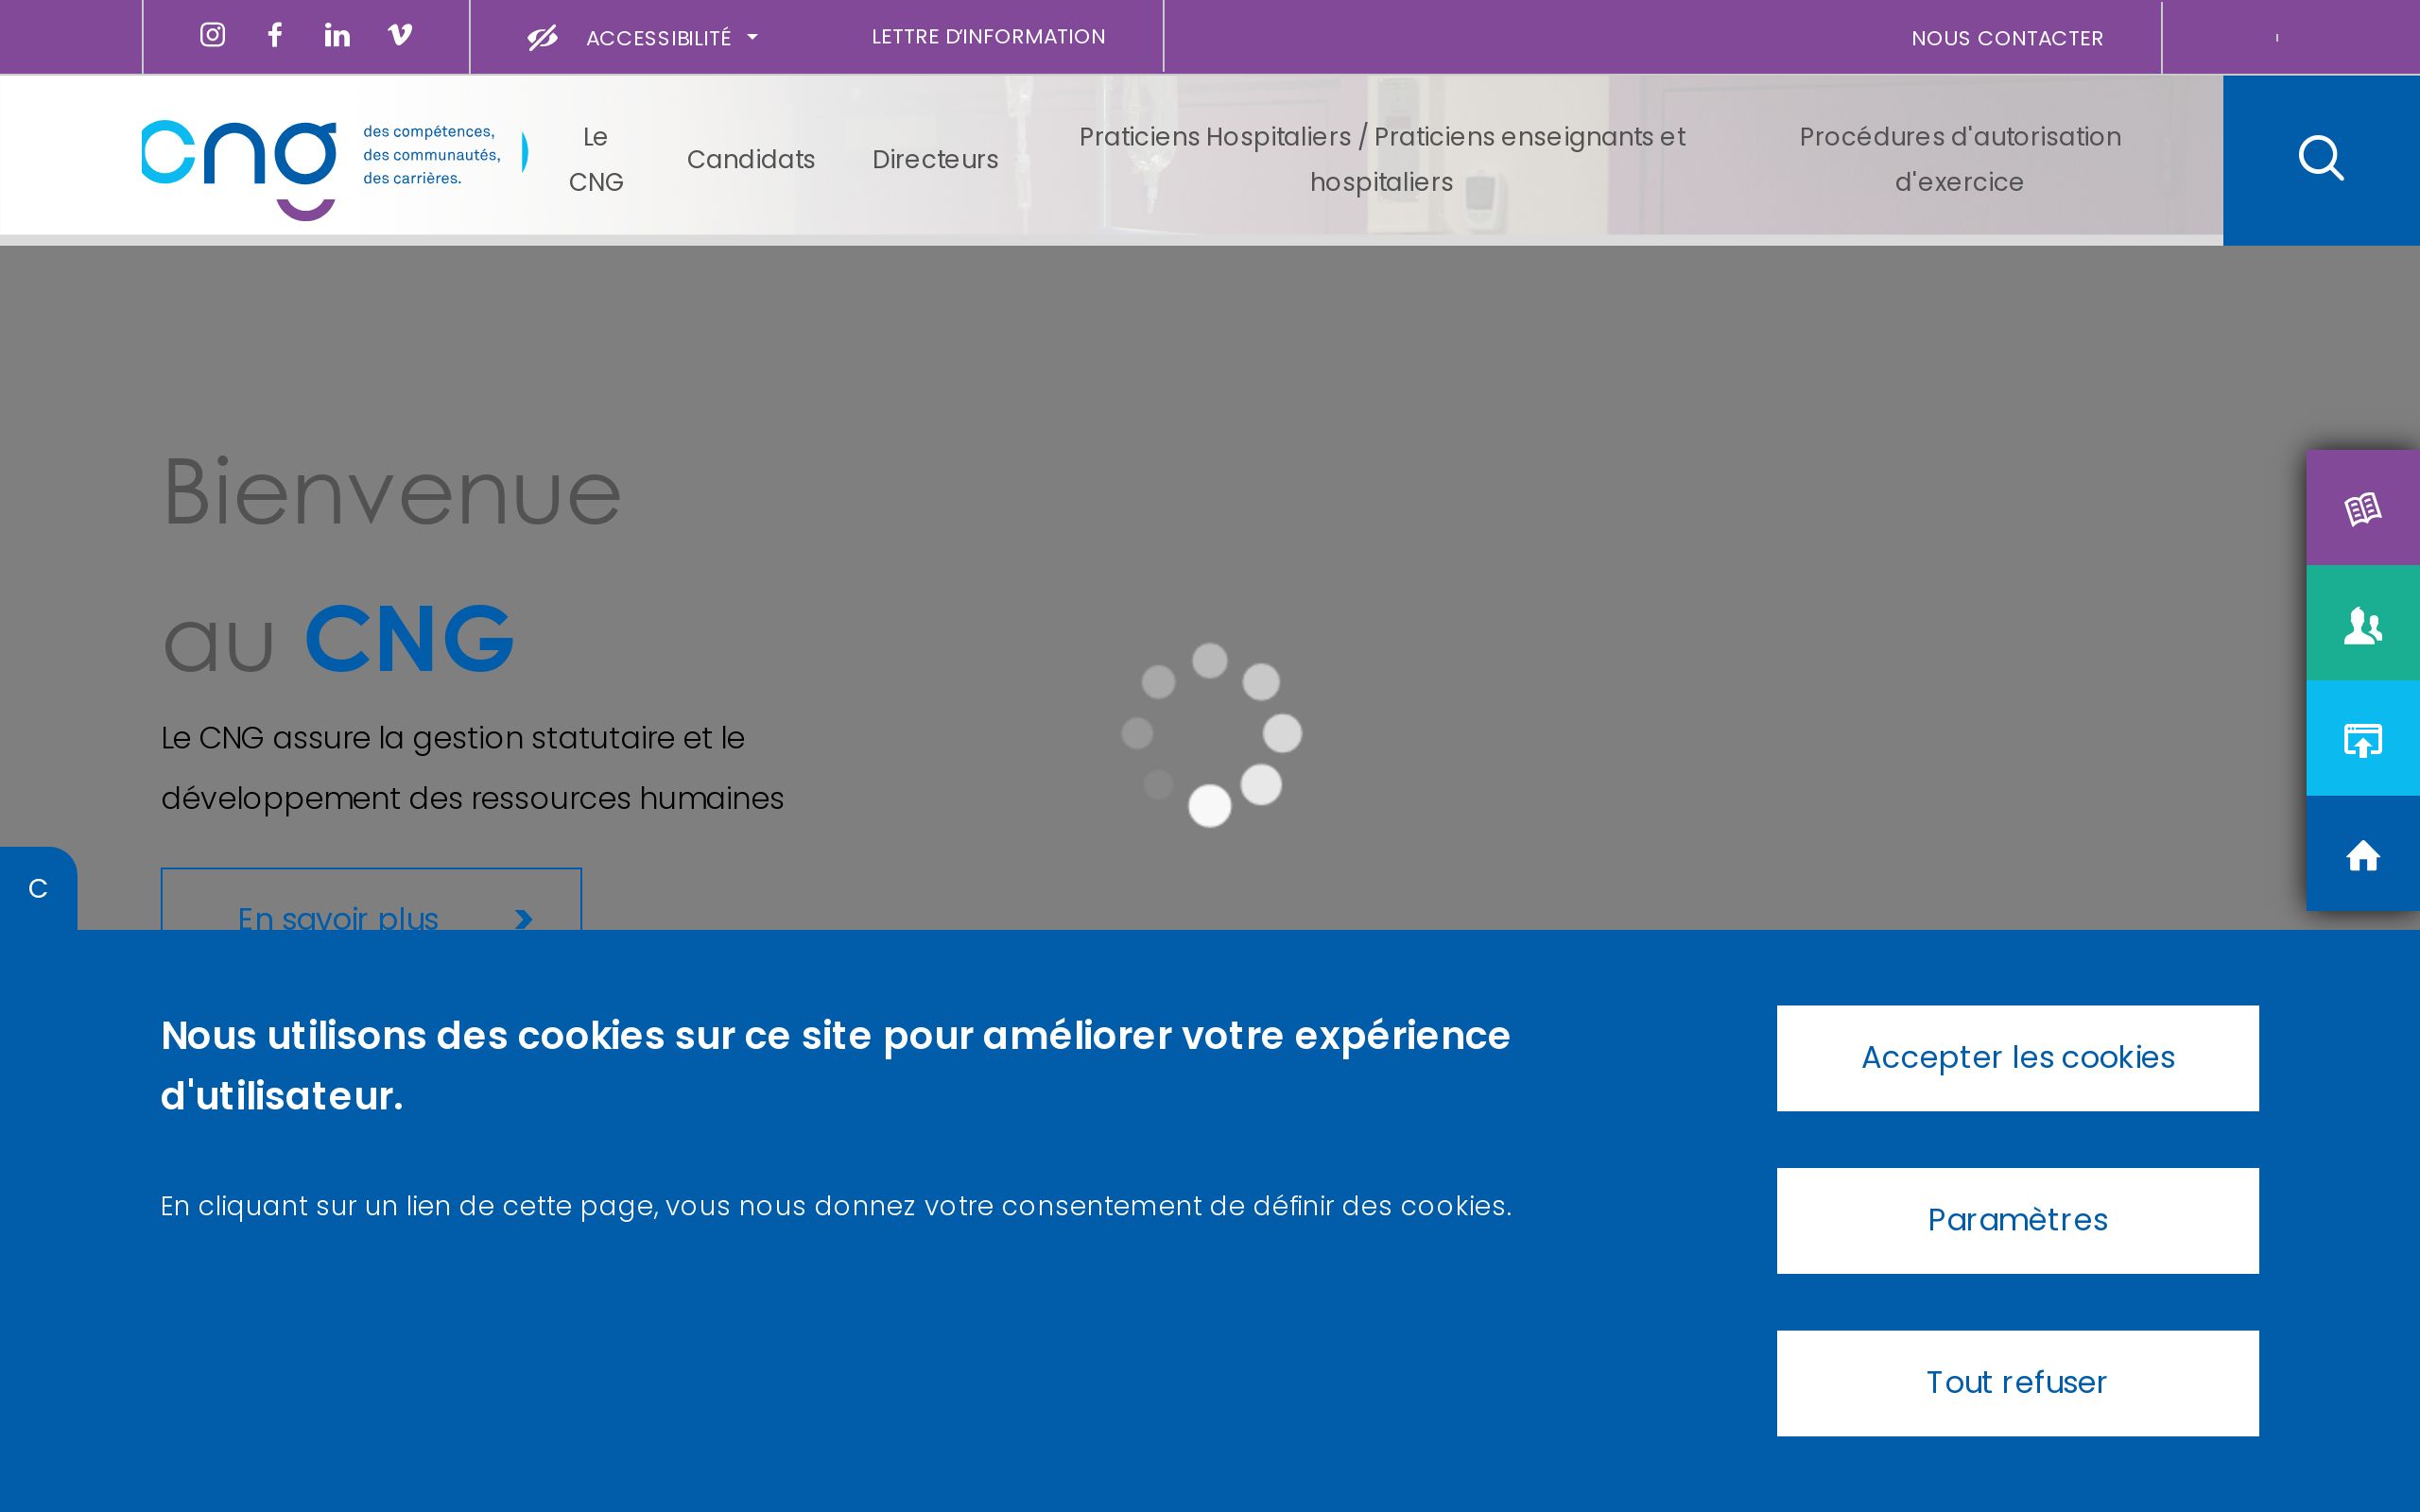 ACCESSIBILITÉ
LETTRE D'INFORMATION
NOUS CONTACTER
cng
des compétences,
des communautés,
des carrières.
Le
CNG
Candidats
Directeurs
Praticiens Hospitaliers / Praticiens enseignants et
hospitaliers
Procédures d'autorisation
d'exercice
Bienvenue
au CNG
Le CNG assure la gestion statutaire et le
développement des ressources humaines
C
En savoir plus
Nous utilisons des cookies sur ce site pour améliorer votre expérience
d'utilisateur.
En cliquant sur un lien de cette page, vous nous donnez votre consentement de définir des cookies.
Accepter les cookies
Paramètres
Tout refuser